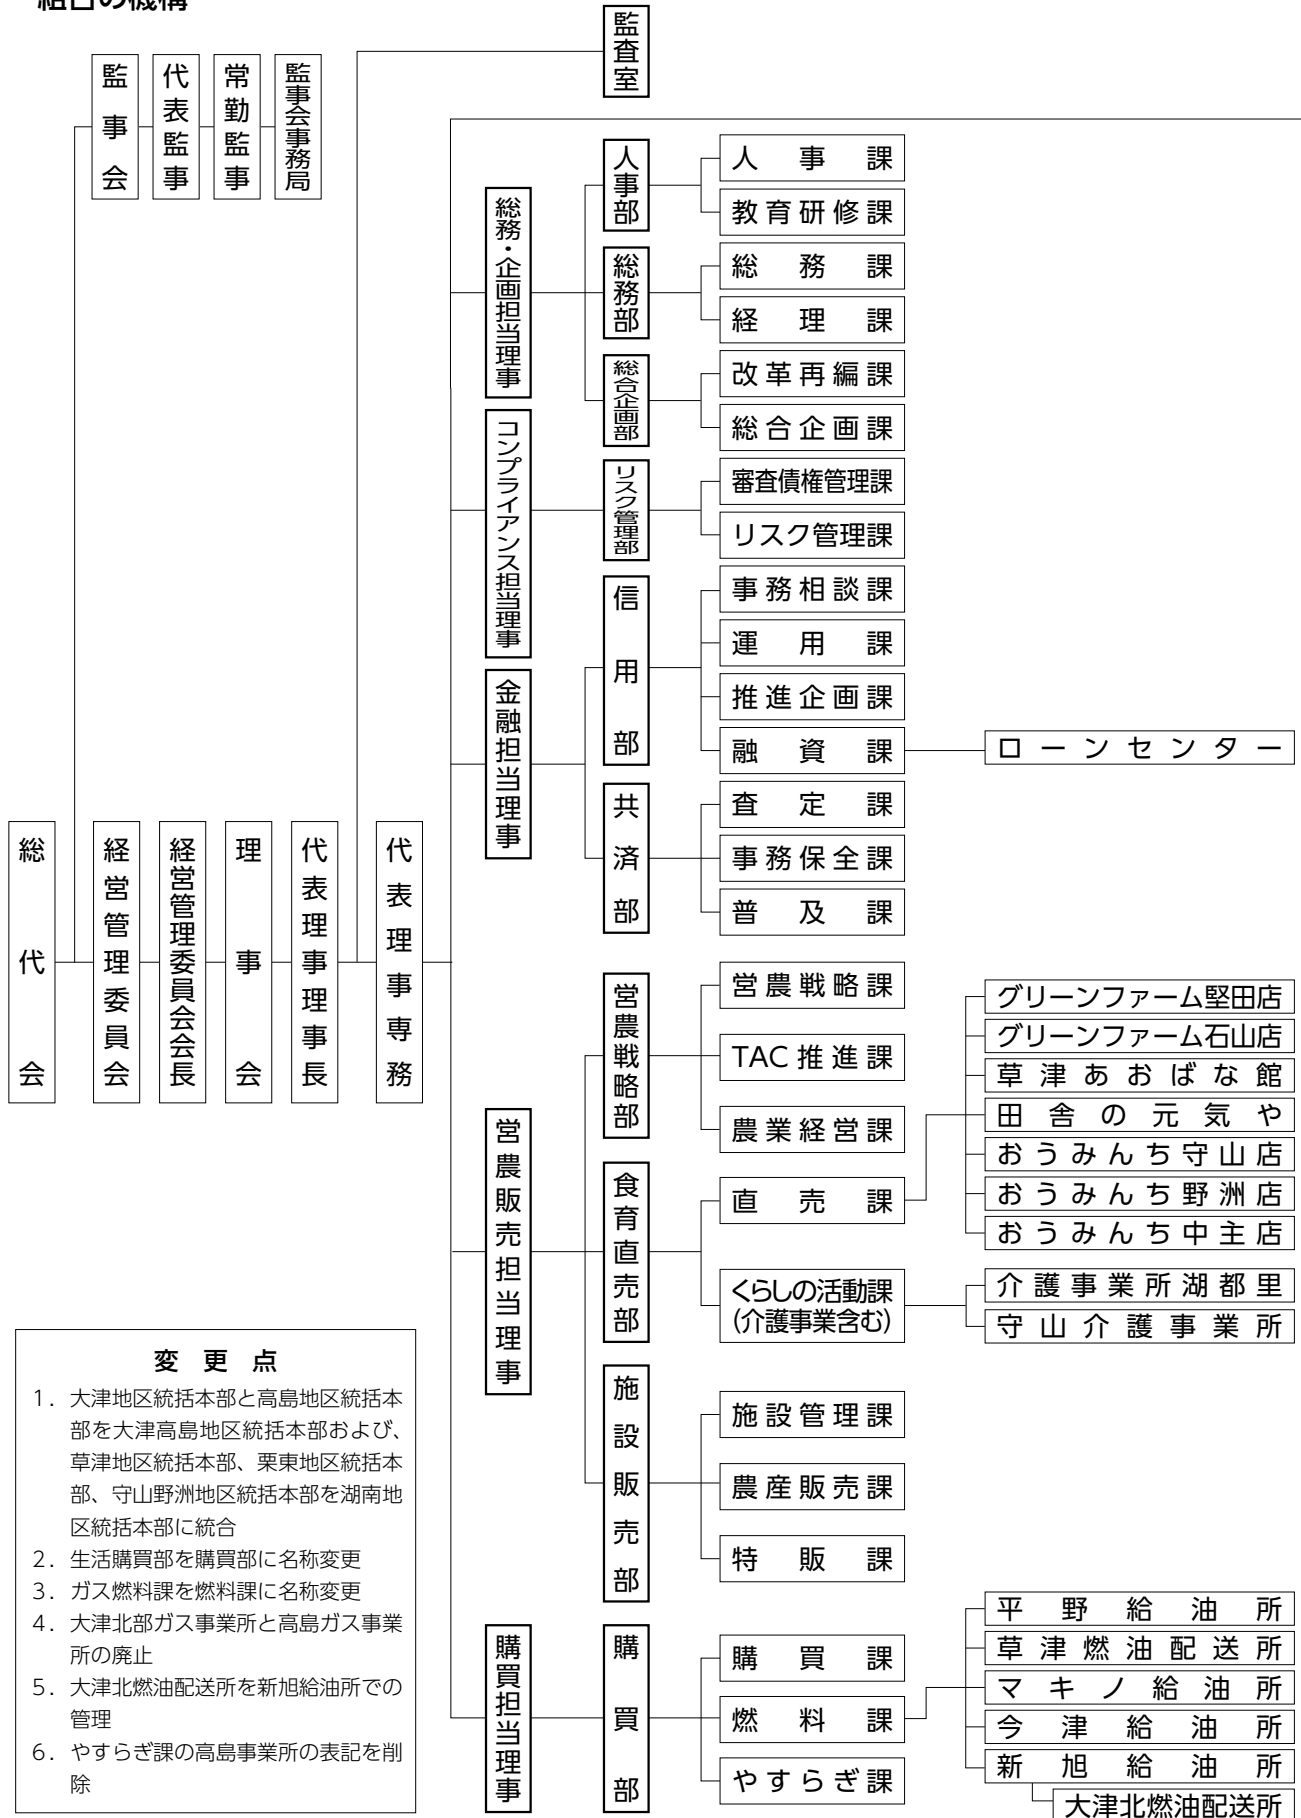 組合の機構
監査室
監事会
代表監事
常勤監事
監事会事務局
総代会
経営管理委員会
経営管理委員会会長
理事会
代表理事理事長
代表理事専務
総務・企画担当理事
人事部
人事課
教育研修課
総務部
総務課
経理課
総合企画部
改革再編課
総合企画課
コンプライアンス担当理事
リスク管理部
審査債権管理課
リスク管理課
金融担当理事
信用部
事務相談課
運用課
推進企画課
融資課
ローンセンター
共済部
査定課
事務保全課
普及課
営農販売担当理事
営農戦略部
営農戦略課
TAC推進課
農業経営課
食育直売部
直売課
グリーンファーム堅田店
グリーンファーム石山店
草津あおばな館
田舎の元気や
おうみんち守山店
おうみんち野洲店
おうみんち中主店
くらしの活動課
(介護事業含む)
介護事業所湖都里
守山介護事業所
施設販売部
施設管理課
農産販売課
特販課
購買担当理事
購買部
購買課
燃料課
平野給油所
草津燃油配送所
マキノ給油所
今津給油所
新旭給油所
大津北燃油配送所
やすらぎ課
変更点
1．大津地区統括本部と高島地区統括本
部を大津高島地区統括本部および、
草津地区統括本部、栗東地区統括本
部、守山野洲地区統括本部を湖南地
区統括本部に統合
2．生活購買部を購買部に名称変更
3．ガス燃料課を燃料課に名称変更
4．大津北部ガス事業所と高島ガス事業
所の廃止
5．大津北燃油配送所を新旭給油所での
管理
6．やすらぎ課の高島事業所の表記を削
除